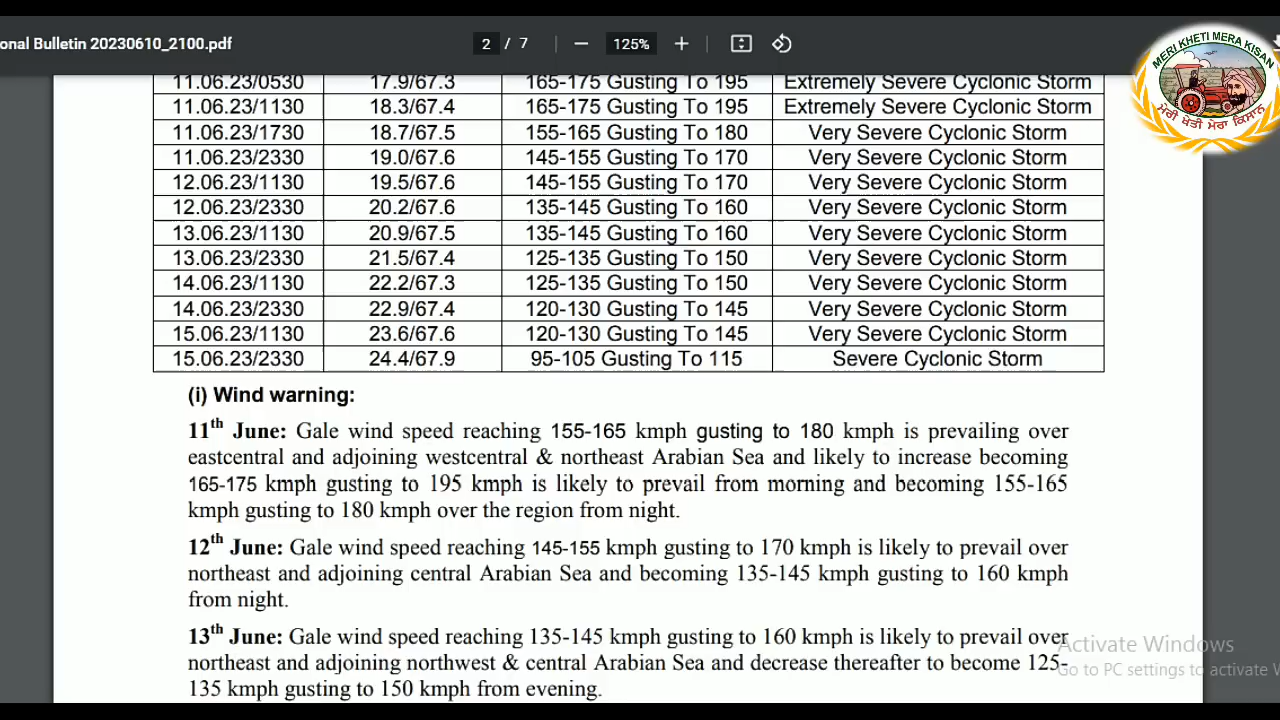 onal Bulletin 20230610_2100.pdf
2 / 7
125%
MERI KHETI MERA KISAN
ਮੇਰੀ ਖੇਤੀ ਮੇਰਾ ਕਿਸਾਨ
11.06.23/0530 17.9/67.3 165-175 Gusting To 195 Extremely Severe Cyclonic Storm
11.06.23/1130 18.3/67.4 165-175 Gusting To 195 Extremely Severe Cyclonic Storm
11.06.23/1730 18.7/67.5 155-165 Gusting To 180 Very Severe Cyclonic Storm
11.06.23/2330 19.0/67.6 145-155 Gusting To 170 Very Severe Cyclonic Storm
12.06.23/1130 19.5/67.6 145-155 Gusting To 170 Very Severe Cyclonic Storm
12.06.23/2330 20.2/67.6 135-145 Gusting To 160 Very Severe Cyclonic Storm
13.06.23/1130 20.9/67.5 135-145 Gusting To 160 Very Severe Cyclonic Storm
13.06.23/2330 21.5/67.4 125-135 Gusting To 150 Very Severe Cyclonic Storm
14.06.23/1130 22.2/67.3 125-135 Gusting To 150 Very Severe Cyclonic Storm
14.06.23/2330 22.9/67.4 120-130 Gusting To 145 Very Severe Cyclonic Storm
15.06.23/1130 23.6/67.6 120-130 Gusting To 145 Very Severe Cyclonic Storm
15.06.23/2330 24.4/67.9 95-105 Gusting To 115 Severe Cyclonic Storm
(i) Wind warning:
11th June: Gale wind speed reaching 155-165 kmph gusting to 180 kmph is prevailing over
eastcentral and adjoining westcentral & northeast Arabian Sea and likely to increase becoming
165-175 kmph gusting to 195 kmph is likely to prevail from morning and becoming 155-165
kmph gusting to 180 kmph over the region from night.
12th June: Gale wind speed reaching 145-155 kmph gusting to 170 kmph is likely to prevail over
northeast and adjoining central Arabian Sea and becoming 135-145 kmph gusting to 160 kmph
from night.
13th June: Gale wind speed reaching 135-145 kmph gusting to 160 kmph is likely to prevail over
northeast and adjoining northwest & central Arabian Sea and decrease thereafter to become 125-
135 kmph gusting to 150 kmph from evening.
Activate Windows
Go to PC settings to activate W